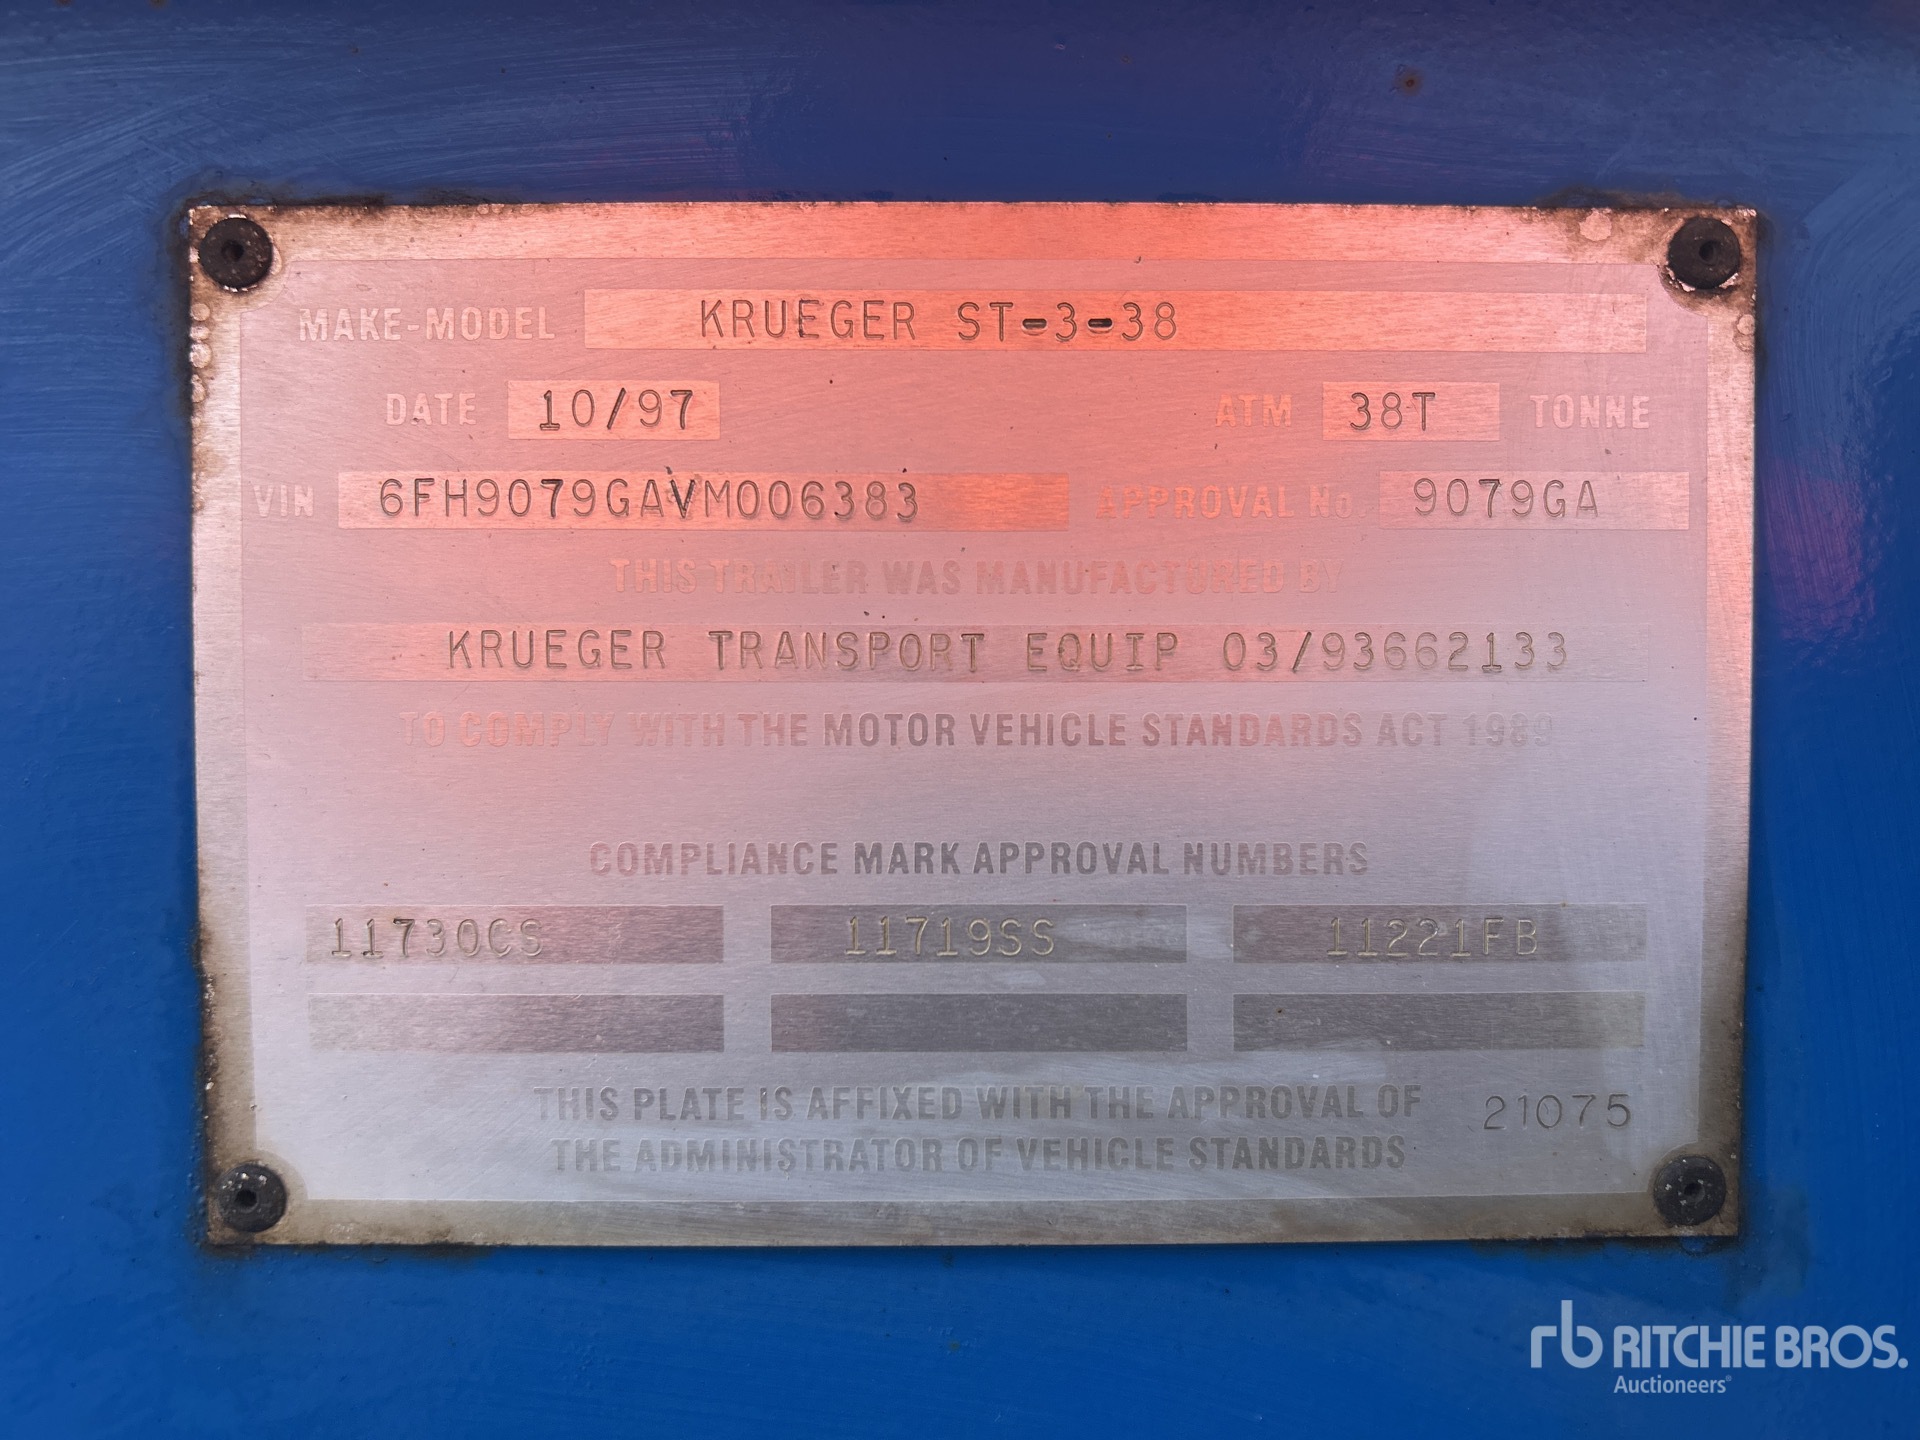 MAKE-MODEL KRUEGER ST-3-38
DATE 10/97 ATM 38T TONNE
VIN 6FH9079GAVM006383 APPROVAL No. 9079GA
THIS TRAILER WAS MANUFACTURED BY
KRUEGER TRANSPORT EQUIP 03/93662133
TO COMPLY WITH THE MOTOR VEHICLE STANDARDS ACT 1989
COMPLIANCE MARK APPROVAL NUMBERS
11730CS 11719SS 11221FB
THIS PLATE IS AFFIXED WITH THE APPROVAL OF 21075
THE ADMINISTRATOR OF VEHICLE STANDARDS
rb RITCHIE BROS.
Auctioneers®